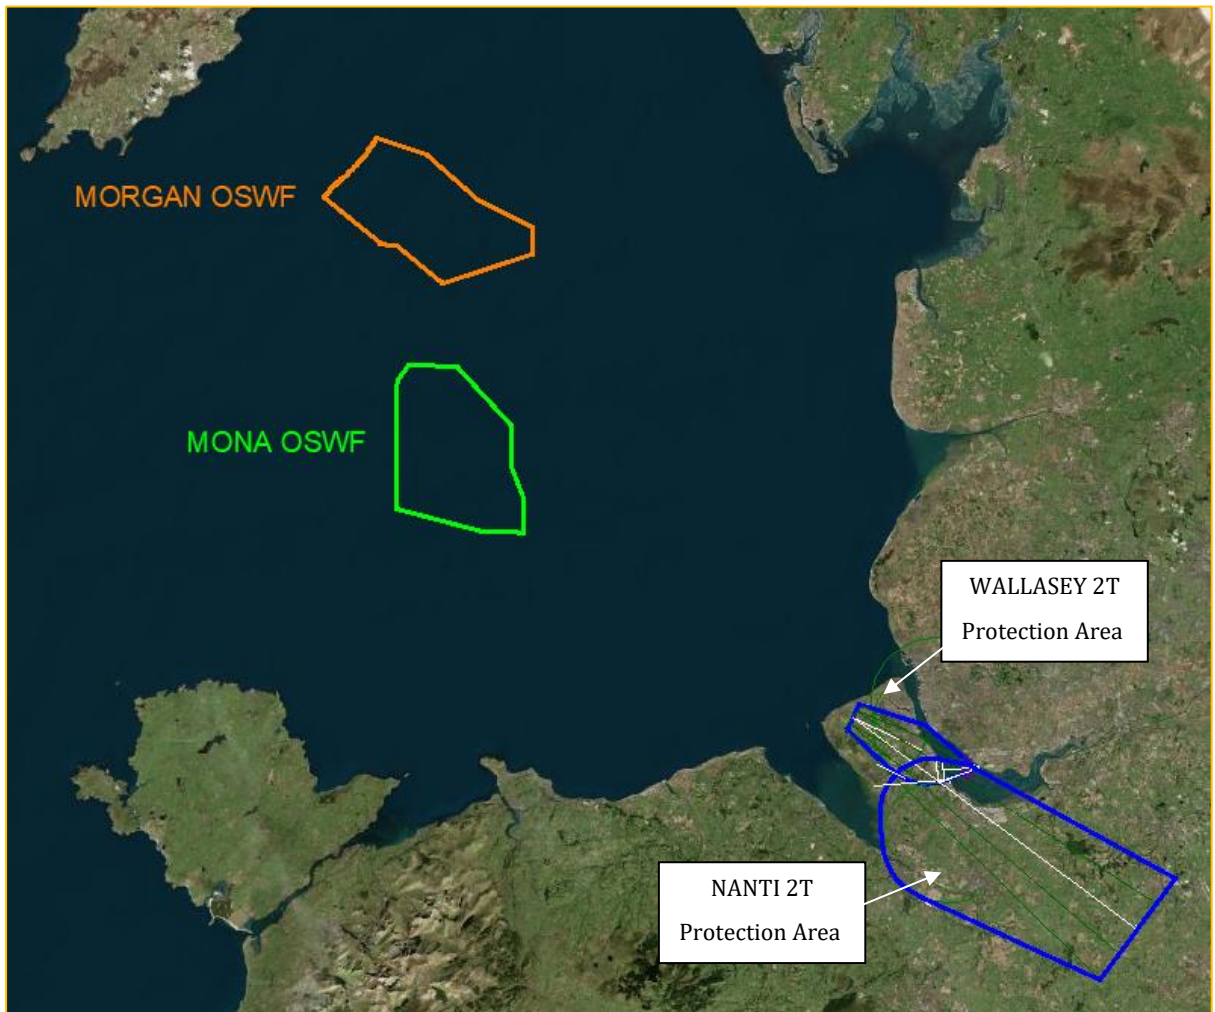 MORGAN OSWF
MONA OSWF
WALLASEY 2T
Protection Area
NANTI 2T
Protection Area